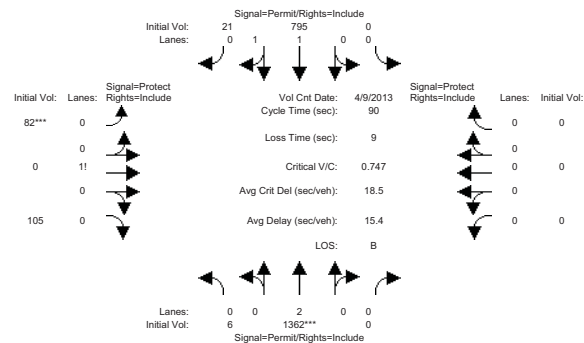 Signal=Permit/Rights=Include
Initial Vol: 21 795 0
Lanes: 0 1 1 0 0
Signal=Protect
Initial Vol: Lanes: Rights=Include
Vol Cnt Date: 4/9/2013
Signal=Protect
Rights=Include Lanes: Initial Vol:
Cycle Time (sec): 90
82*** 0 0 0
Loss Time (sec): 9
0 0
0 1! Critical V/C: 0.747 0 0
0 Avg Crit Del (sec/veh): 18.5 0
105 0 Avg Delay (sec/veh): 15.4 0 0
LOS: B
Lanes: 0 0 2 0 0
Initial Vol: 6 1362*** 0
Signal=Permit/Rights=Include